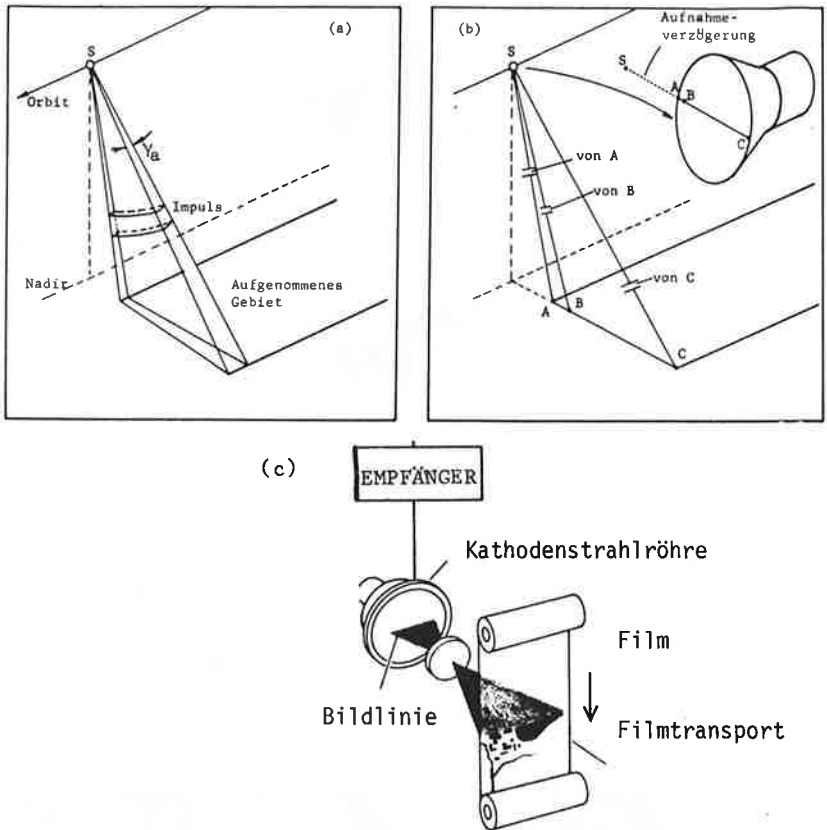 (a)
S
Orbit
γa
Impuls
Nadir
Aufgenommenes
Gebiet
(b)
Aufnahme-
verzögerung
S
S
A
B
C
von A
von B
von C
A
B
C
(c)
EMPFÄNGER
Kathodenstrahlröhre
Film
Bildlinie
Filmtransport